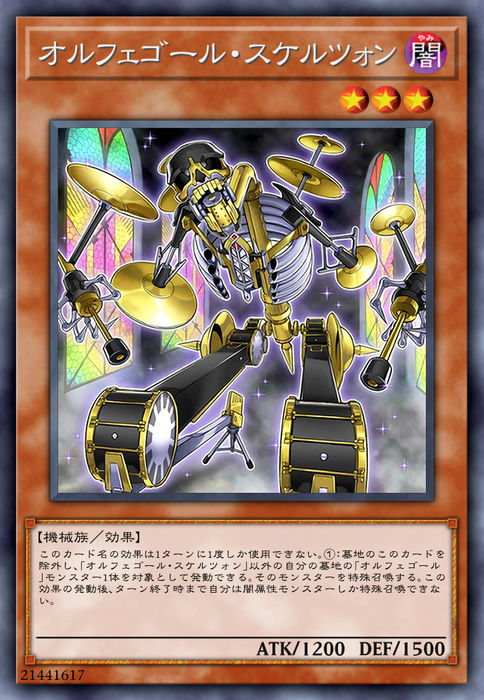 オルフェゴール・スケルツォン
やみ
闇
【機械族／効果】
このカード名の効果は1ターンに1度しか使用できない。①：墓地のこのカードを
除外し、「オルフェゴール・スケルツォン」以外の自分の墓地の「オルフェゴール
」モンスター1体を対象として発動できる。そのモンスターを特殊召喚する。この
効果の発動後、ターン終了時まで自分は闇属性モンスターしか特殊召喚できな
い。
ATK/1200 DEF/1500
21441617